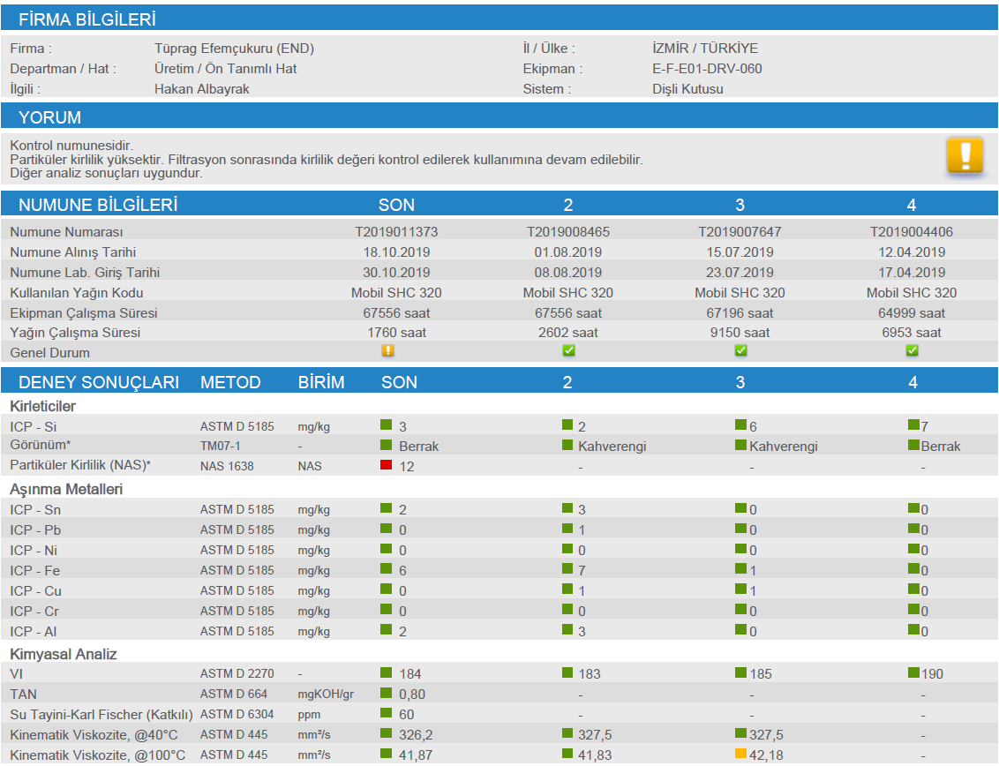 FİRMA BİLGİLERİ
Firma : Tüprag Efemçukuru (END) İl / Ülke : İZMİR / TÜRKİYE
Departman / Hat : Üretim / Ön Tanımlı Hat Ekipman : E-F-E01-DRV-060
İlgili : Hakan Albayrak Sistem : Dişli Kutusu
YORUM
Kontrol numunesidir.
Partiküler kirlilik yüksektir. Filtrasyon sonrasında kirlilik değeri kontrol edilerek kullanımına devam edilebilir.
Diğer analiz sonuçları uygundur.
NUMUNE BİLGİLERİ SON 2 3 4
Numune Numarası T2019011373 T2019008465 T2019007647 T2019004406
Numune Alınış Tarihi 18.10.2019 01.08.2019 15.07.2019 12.04.2019
Numune Lab. Giriş Tarihi 30.10.2019 08.08.2019 23.07.2019 17.04.2019
Kullanılan Yağın Kodu Mobil SHC 320 Mobil SHC 320 Mobil SHC 320 Mobil SHC 320
Ekipman Çalışma Süresi 67556 saat 67556 saat 67196 saat 64999 saat
Yağın Çalışma Süresi 1760 saat 2602 saat 9150 saat 6953 saat
Genel Durum
DENEY SONUÇLARI METOD BİRİM SON 2 3 4
Kirleticiler
ICP - Si ASTM D 5185 mg/kg 3 2 6 7
Görünüm* TM07-1 - Berrak Kahverengi Kahverengi Berrak
Partiküler Kirlilik (NAS)* NAS 1638 NAS 12 - - -
Aşınma Metalleri
ICP - Sn ASTM D 5185 mg/kg 2 3 0 0
ICP - Pb ASTM D 5185 mg/kg 0 1 0 0
ICP - Ni ASTM D 5185 mg/kg 0 0 0 0
ICP - Fe ASTM D 5185 mg/kg 6 7 1 0
ICP - Cu ASTM D 5185 mg/kg 0 1 1 0
ICP - Cr ASTM D 5185 mg/kg 0 0 0 0
ICP - Al ASTM D 5185 mg/kg 2 3 0 0
Kimyasal Analiz
VI ASTM D 2270 - 184 183 185 190
TAN ASTM D 664 mgKOH/gr 0,80 - - -
Su Tayini-Karl Fischer (Katkılı) ASTM D 6304 ppm 60 - - -
Kinematik Viskozite, @40°C ASTM D 445 mm²/s 326,2 327,5 327,5 -
Kinematik Viskozite, @100°C ASTM D 445 mm²/s 41,87 41,83 42,18 -